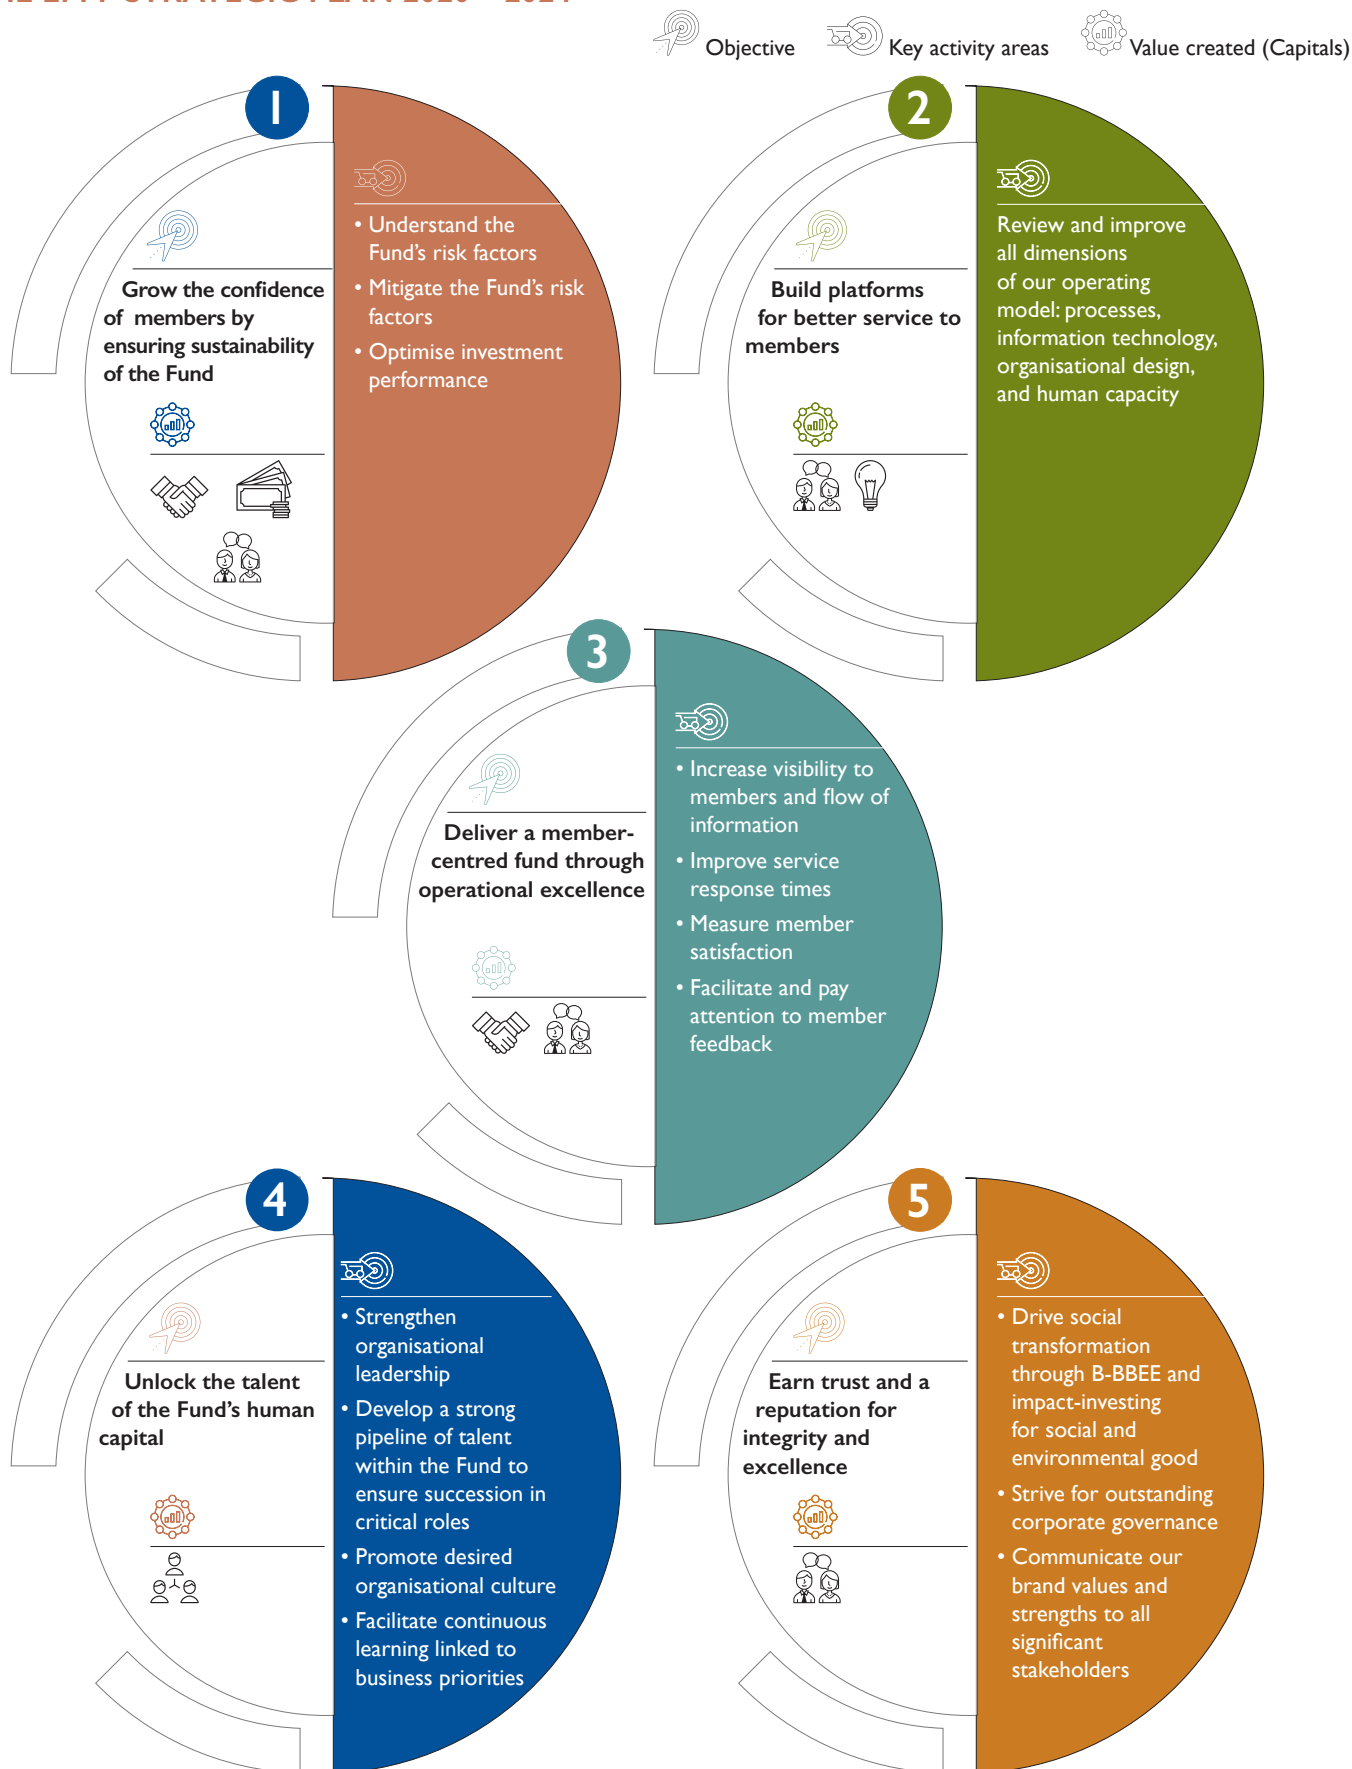 STRATEGIC PLAN 2020 – 2024
Objective
Key activity areas
Value created (Capitals)
1
Grow the confidence
of members by
ensuring sustainability
of the Fund
• Understand the
Fund's risk factors
• Mitigate the Fund's risk
factors
• Optimise investment
performance
2
Build platforms
for better service to
members
Review and improve
all dimensions
of our operating
model: processes,
information technology,
organisational design,
and human capacity
3
Deliver a member-
centred fund through
operational excellence
• Increase visibility to
members and flow of
information
• Improve service
response times
• Measure member
satisfaction
• Facilitate and pay
attention to member
feedback
4
Unlock the talent
of the Fund's human
capital
• Strengthen
organisational
leadership
• Develop a strong
pipeline of talent
within the Fund to
ensure succession in
critical roles
• Promote desired
organisational culture
• Facilitate continuous
learning linked to
business priorities
5
Earn trust and a
reputation for
integrity and
excellence
• Drive social
transformation
through B-BBEE and
impact-investing
for social and
environmental good
• Strive for outstanding
corporate governance
• Communicate our
brand values and
strengths to all
significant
stakeholders